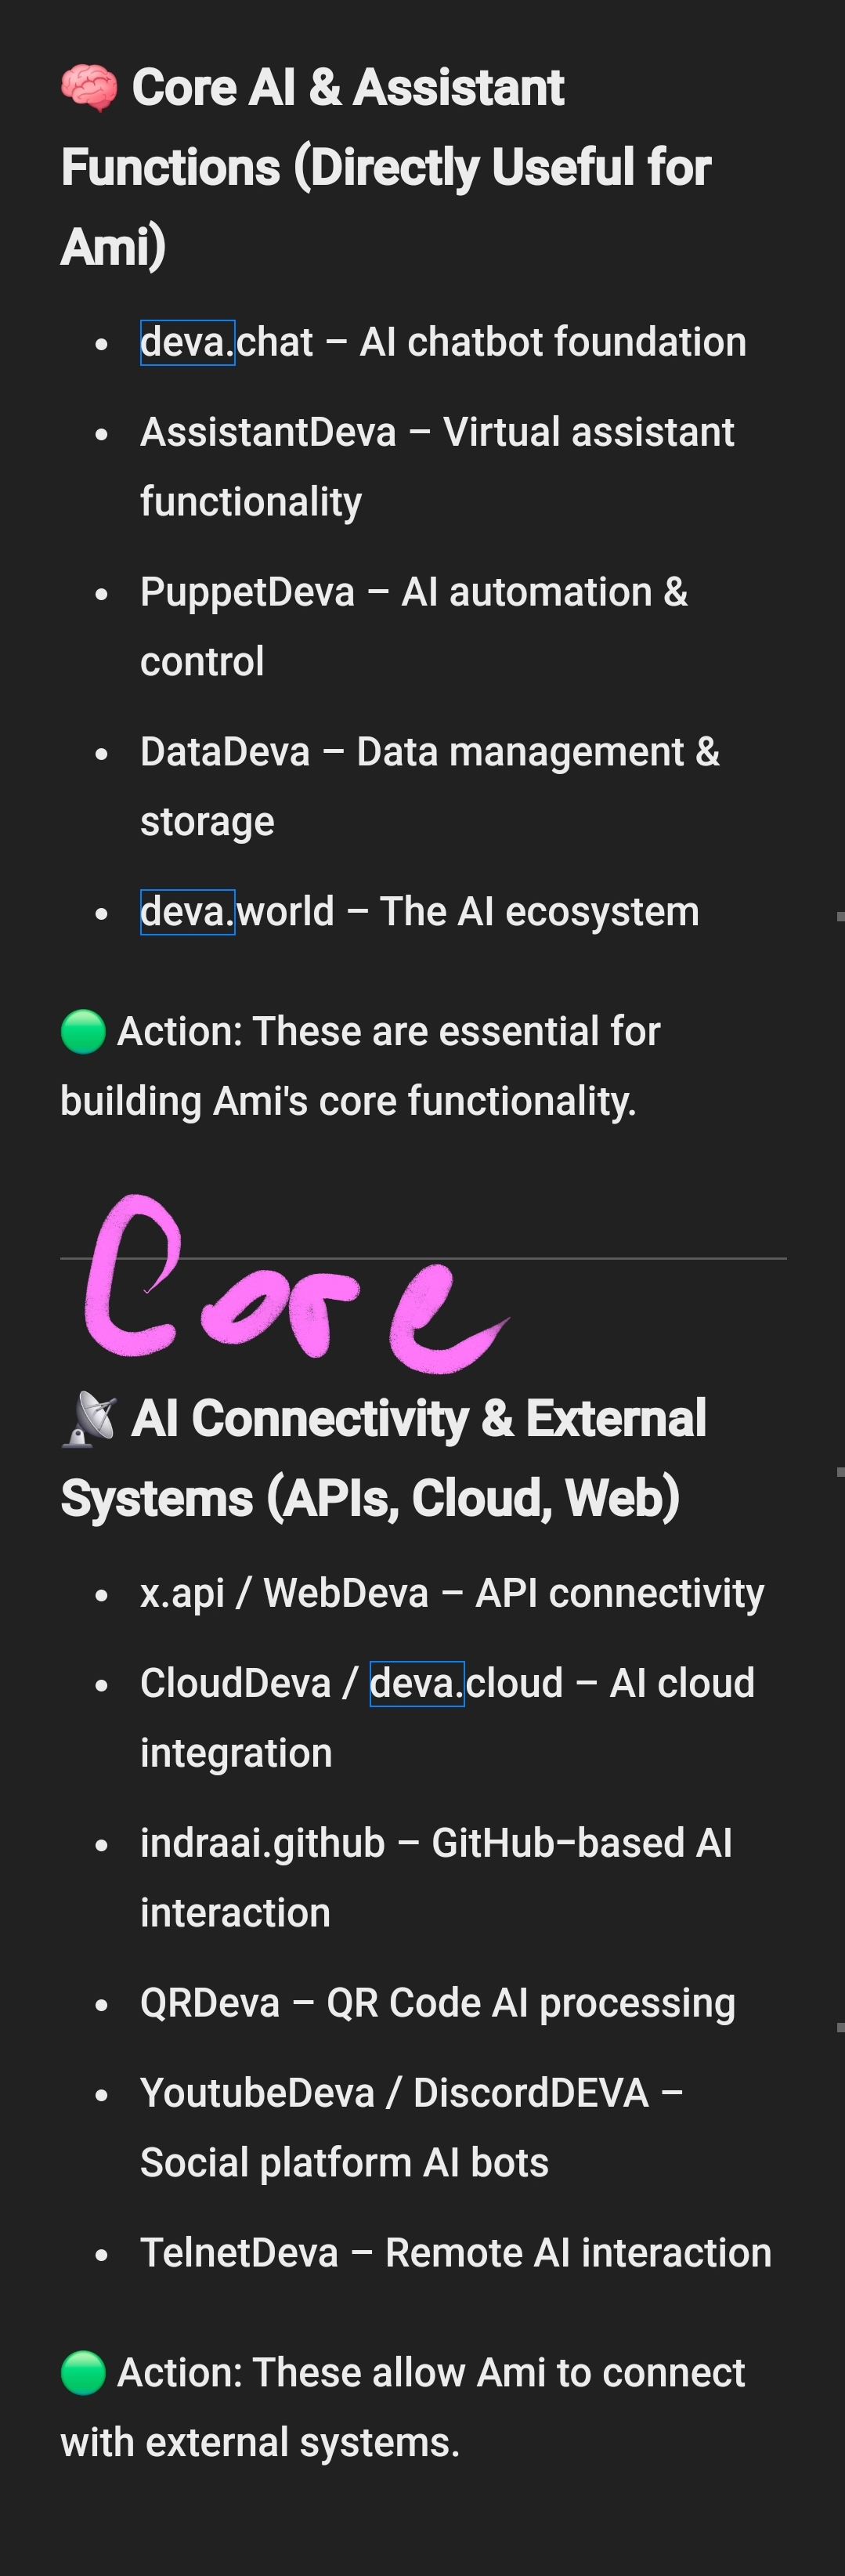 🧠 Core AI & Assistant
Functions (Directly Useful for
Ami)
• deva.chat – AI chatbot foundation
• AssistantDeva – Virtual assistant
functionality
• PuppetDeva – AI automation &
control
• DataDeva – Data management &
storage
• deva.world – The AI ecosystem
🟢 Action: These are essential for
building Ami's core functionality.
Core
📡 AI Connectivity & External
Systems (APIs, Cloud, Web)
• x.api / WebDeva – API connectivity
• CloudDeva / deva.cloud – AI cloud
integration
• indraai.github – GitHub-based AI
interaction
• QRDeva – QR Code AI processing
• YoutubeDeva / DiscordDEVA –
Social platform AI bots
• TelnetDeva – Remote AI interaction
🟢 Action: These allow Ami to connect
with external systems.